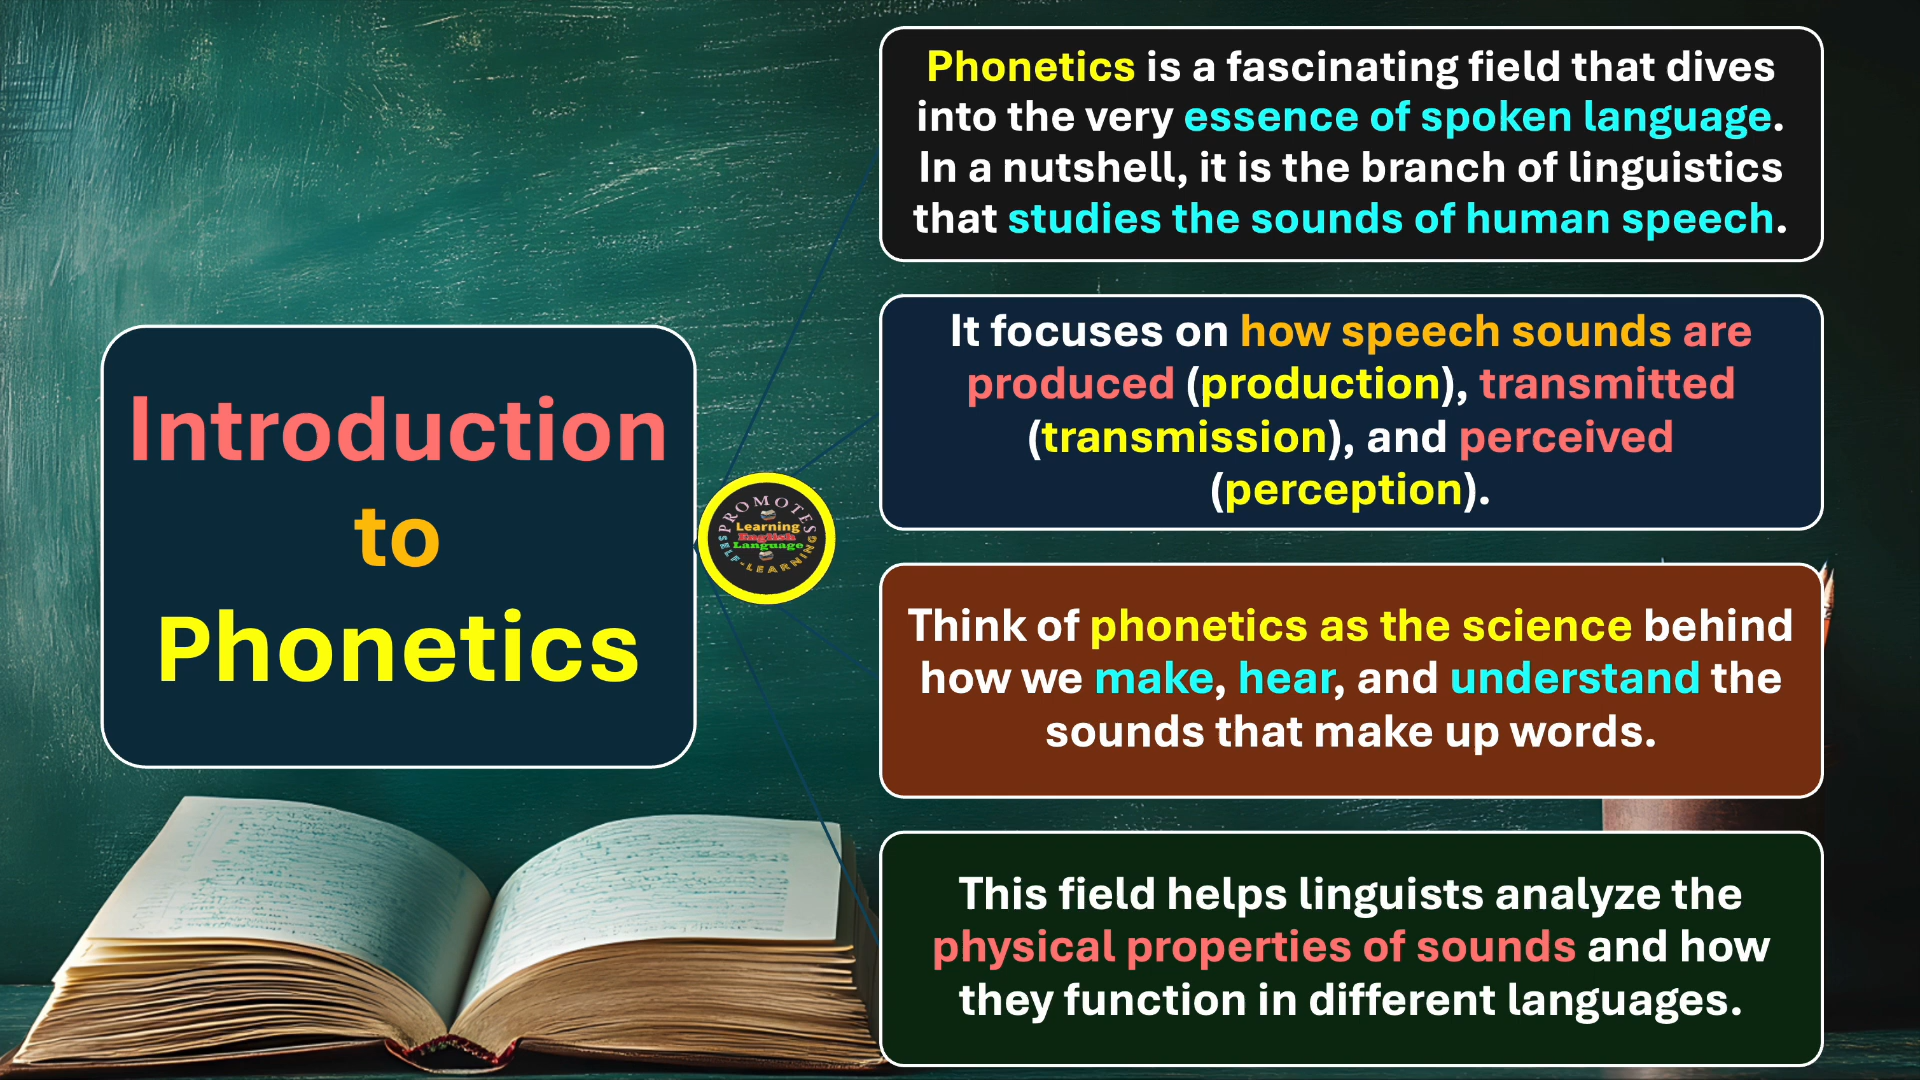 Introduction
to
Phonetics
PROMOTES
Learning
English
Language
SELF-LEARNING
Phonetics is a fascinating field that dives
into the very essence of spoken language.
In a nutshell, it is the branch of linguistics
that studies the sounds of human speech.
It focuses on how speech sounds are
produced (production), transmitted
(transmission), and perceived
(perception).
Think of phonetics as the science behind
how we make, hear, and understand the
sounds that make up words.
This field helps linguists analyze the
physical properties of sounds and how
they function in different languages.